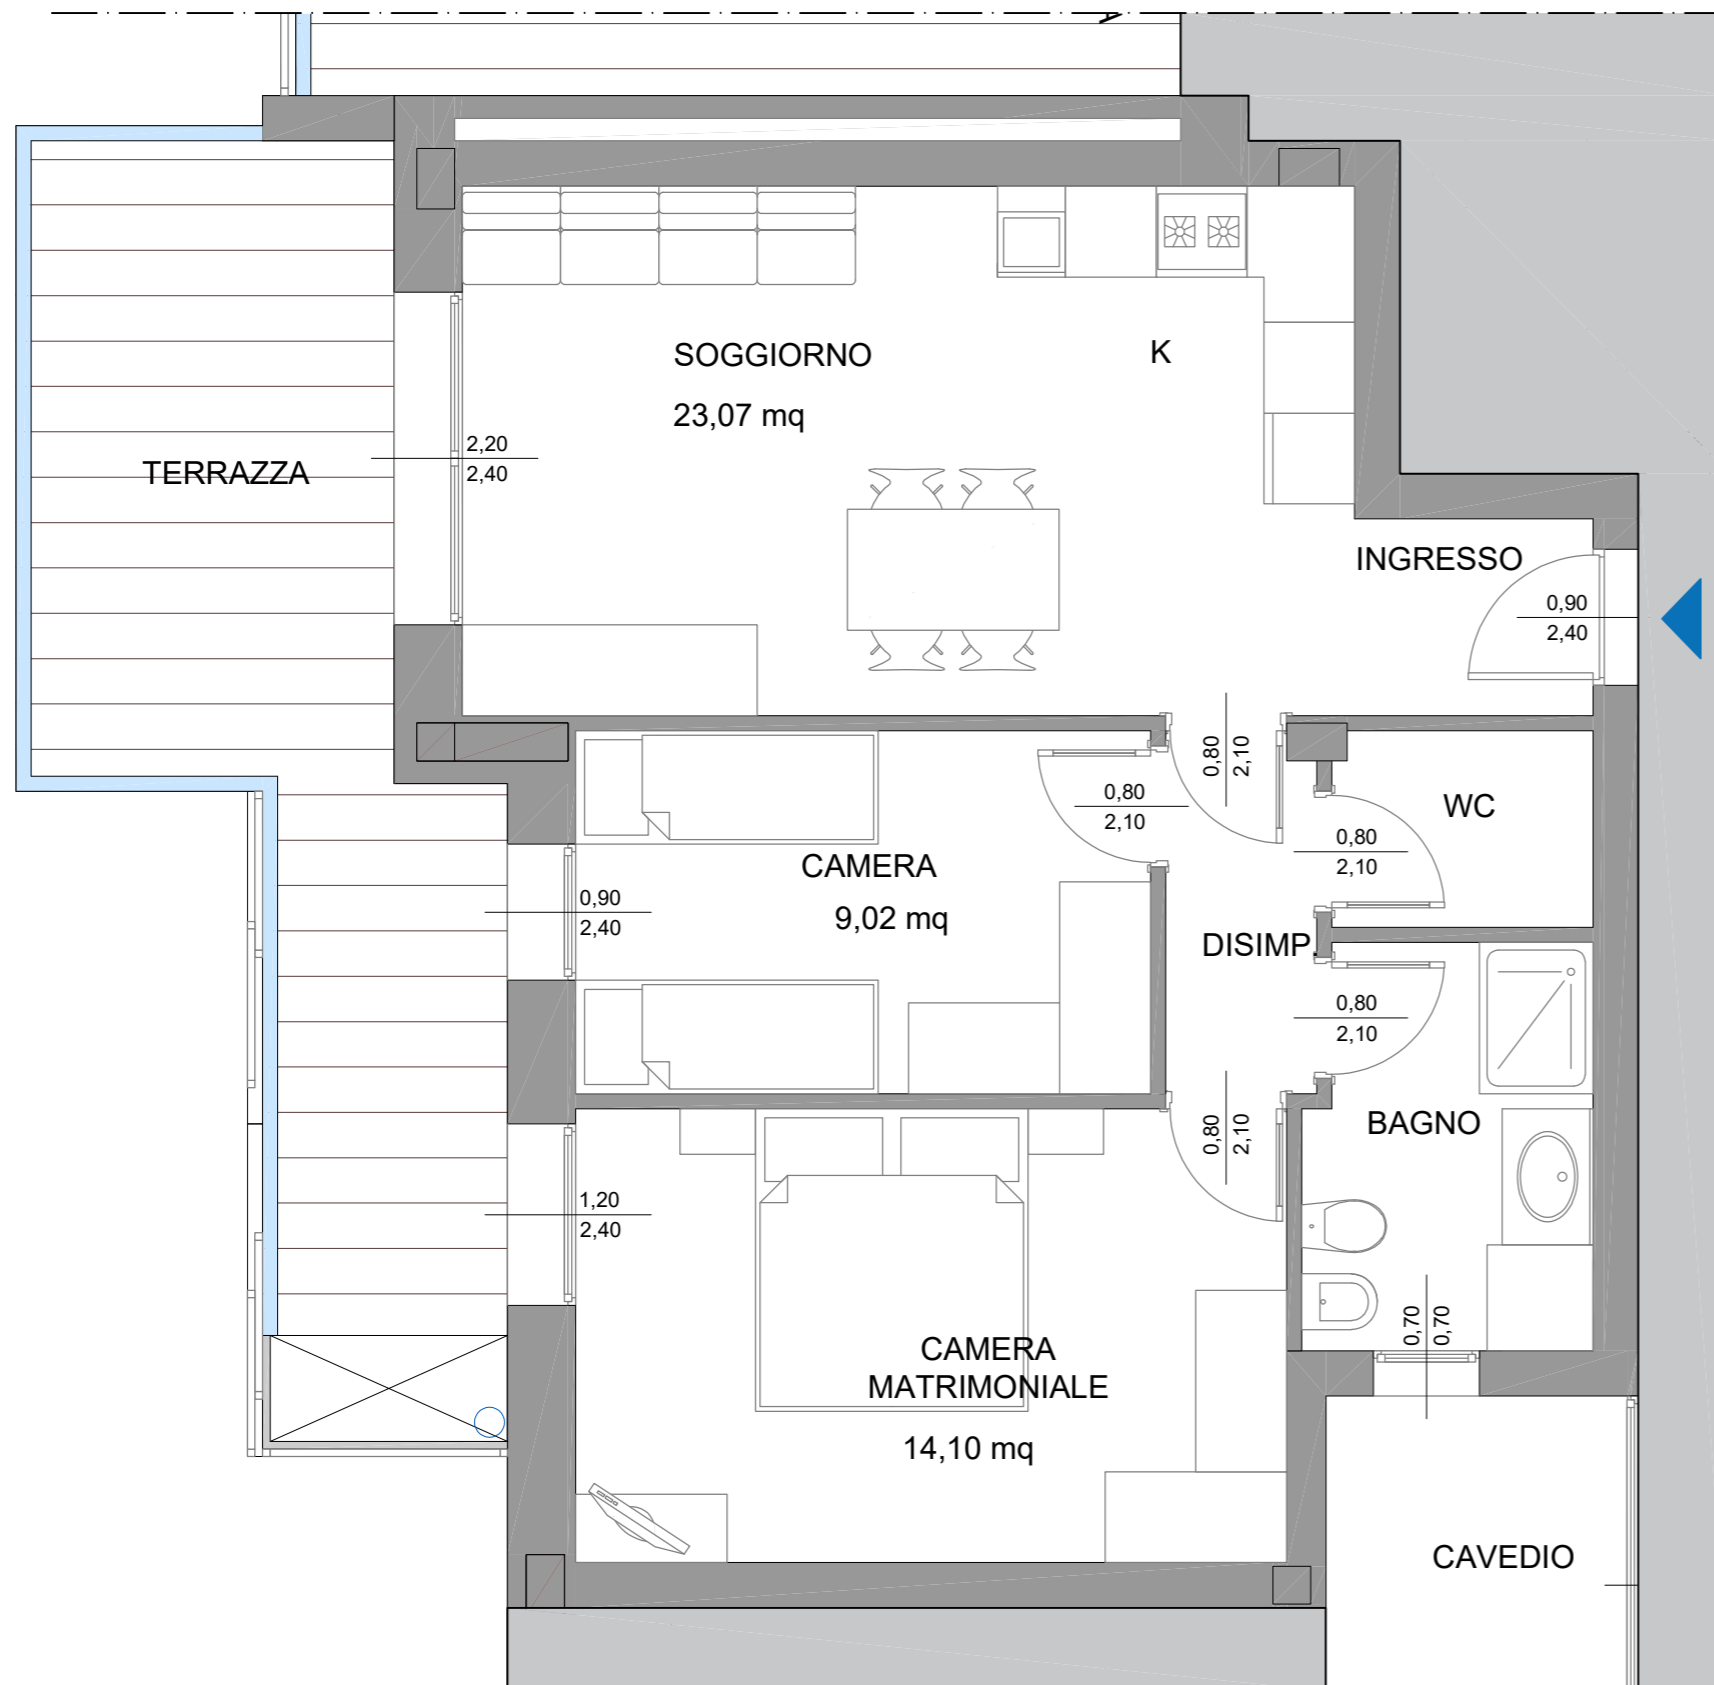 SOGGIORNO
23,07 mq
K
TERRAZZA
2,20
2,40
INGRESSO
0,90
2,40
0,80
2,10
0,80
2,10
WC
0,80
2,10
CAMERA
9,02 mq
0,90
2,40
DISIMP.
0,80
2,10
BAGNO
0,80
2,10
1,20
2,40
0,70
0,70
CAMERA
MATRIMONIALE
14,10 mq
CAVEDIO